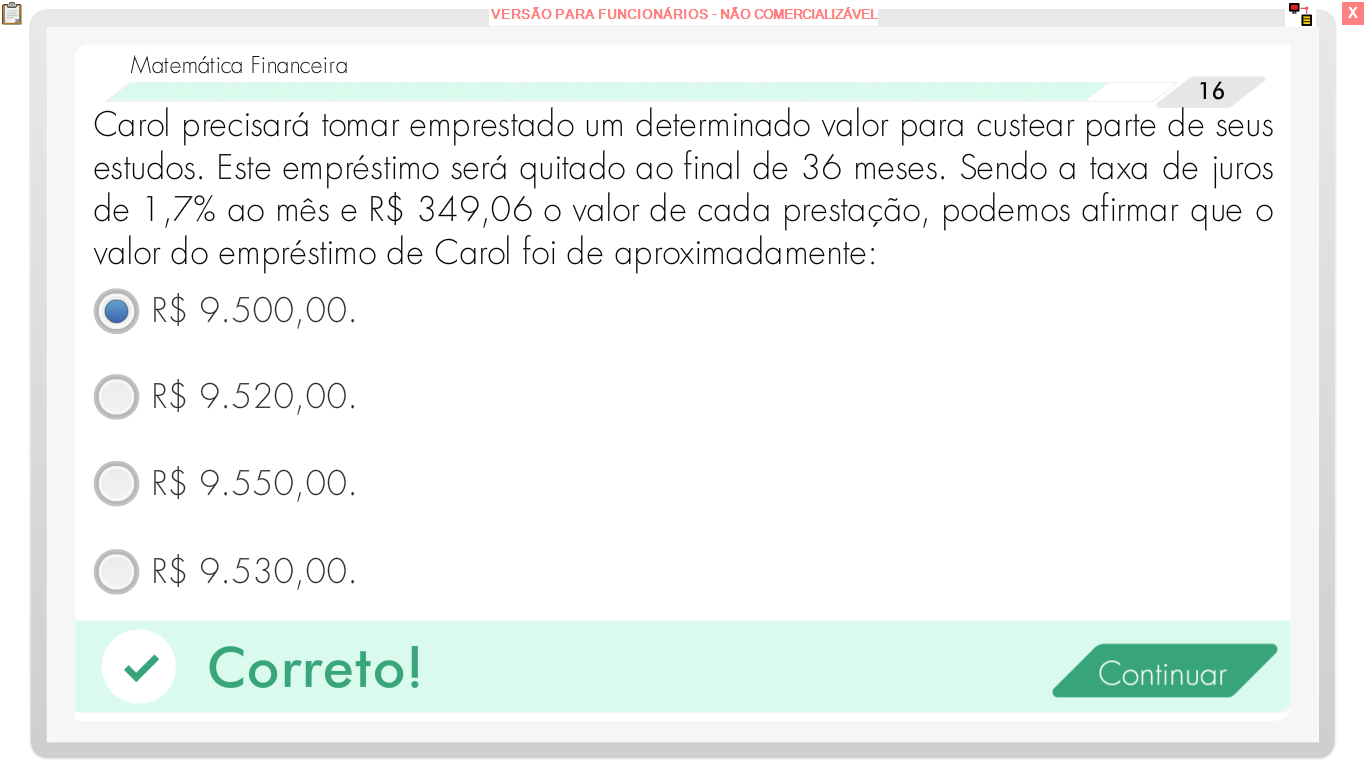 VERSÃO PARA FUNCIONÁRIOS - NÃO COMERCIALIZÁVEL
X
Matemática Financeira
16
Carol precisará tomar emprestado um determinado valor para custear parte de seus
estudos. Este empréstimo será quitado ao final de 36 meses. Sendo a taxa de juros
de 1,7% ao mês e R$ 349,06 o valor de cada prestação, podemos afirmar que o
valor do empréstimo de Carol foi de aproximadamente:
R$ 9.500,00.
R$ 9.520,00.
R$ 9.550,00.
R$ 9.530,00.
Correto!
Continuar